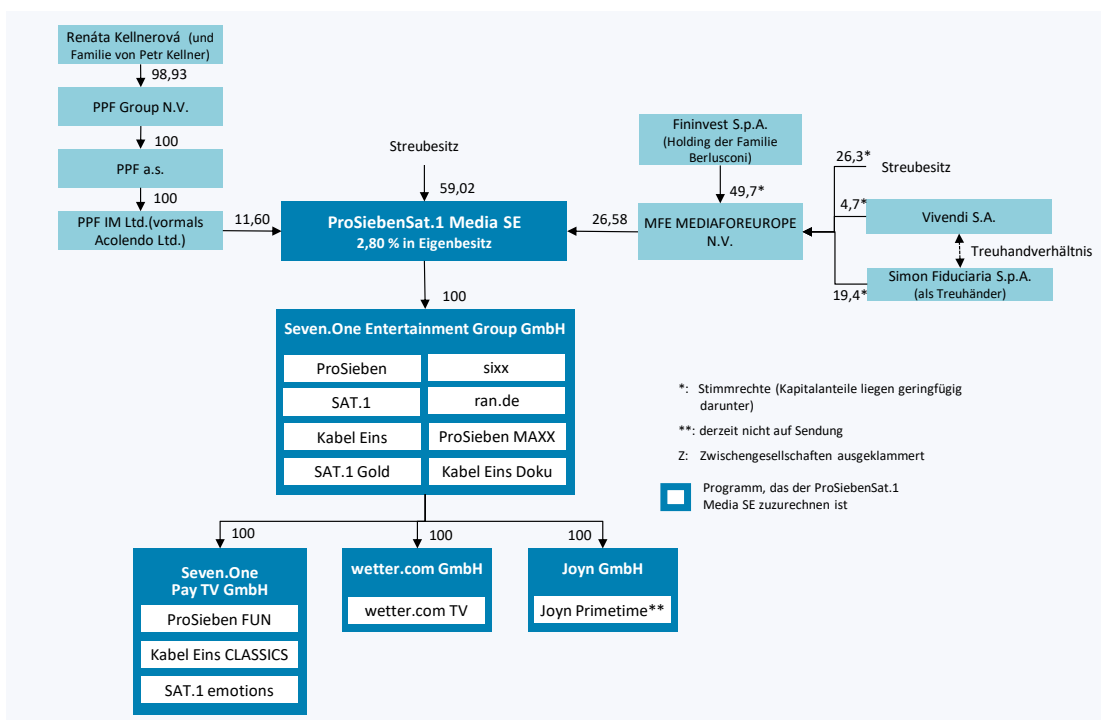 Renáta Kellnerová (und
Familie von Petr Kellner)
98,93
PPF Group N.V.
100
PPF a.s.
100
PPF IM Ltd.(vormals
Acolendo Ltd.)
11,60
Streubesitz
59,02
ProSiebenSat.1 Media SE
2,80 % in Eigenbesitz
26,58
Fininvest S.p.A.
(Holding der Familie
Berlusconi)
49,7*
MFE MEDIAFOREUROPE
N.V.
26,3*
Streubesitz
4,7*
Vivendi S.A.
Treuhandverhältnis
Simon Fiduciaria S.p.A.
(als Treuhänder)
19,4*
100
Seven.One Entertainment Group GmbH
ProSieben
sixx
SAT.1
ran.de
Kabel Eins
ProSieben MAXX
SAT.1 Gold
Kabel Eins Doku
*: Stimmrechte (Kapitalanteile liegen geringfügig
darunter)
**: derzeit nicht auf Sendung
Z: Zwischengesellschaften ausgeklammert
Programm, das der ProSiebenSat.1
Media SE zuzurechnen ist
100
100
100
Seven.One
Pay TV GmbH
ProSieben FUN
Kabel Eins CLASSICS
SAT.1 emotions
wetter.com GmbH
wetter.com TV
Joyn GmbH
Joyn Primetime**